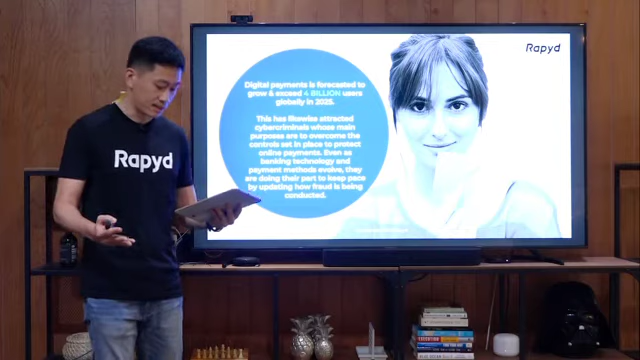 Rapyd
Digital payments is forecasted to
grow & exceed 4 BILLION users
globally in 2025.
This has likewise attracted
cybercriminals whose main
purposes are to overcome the
controls set in place to protect
online payments. Even as
banking technology and
payment methods evolve, they
are doing their part to keep pace
by updating how fraud is being
conducted.
Rapyd
EXECUTION